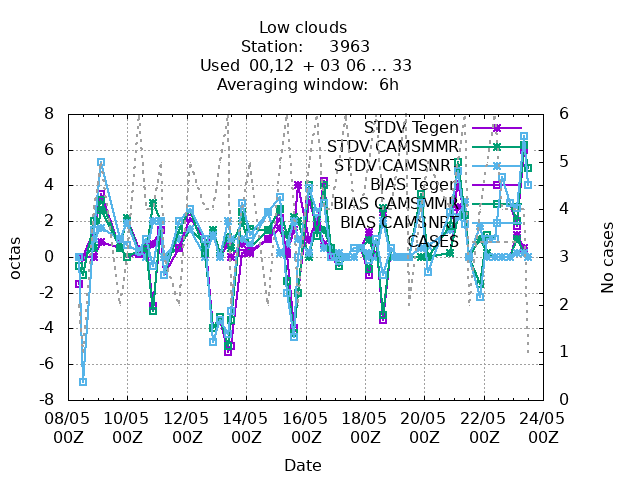 Low clouds
Station: 3963
Used 00,12 + 03 06 ... 33
Averaging window: 6h
8 6
STDV Tegen
6 5
STDV CAMSMMR
STDV CAMSNRT
4 4
BIAS Tegen
BIAS CAMSMMR
2
BIAS CAMSNRT
CASES
0 3
-2 2
-4
-6 1
-8 0
octas
No cases
08/05 10/05 12/05 14/05 16/05 18/05 20/05 22/05 24/05
00Z 00Z 00Z 00Z 00Z 00Z 00Z 00Z 00Z
Date